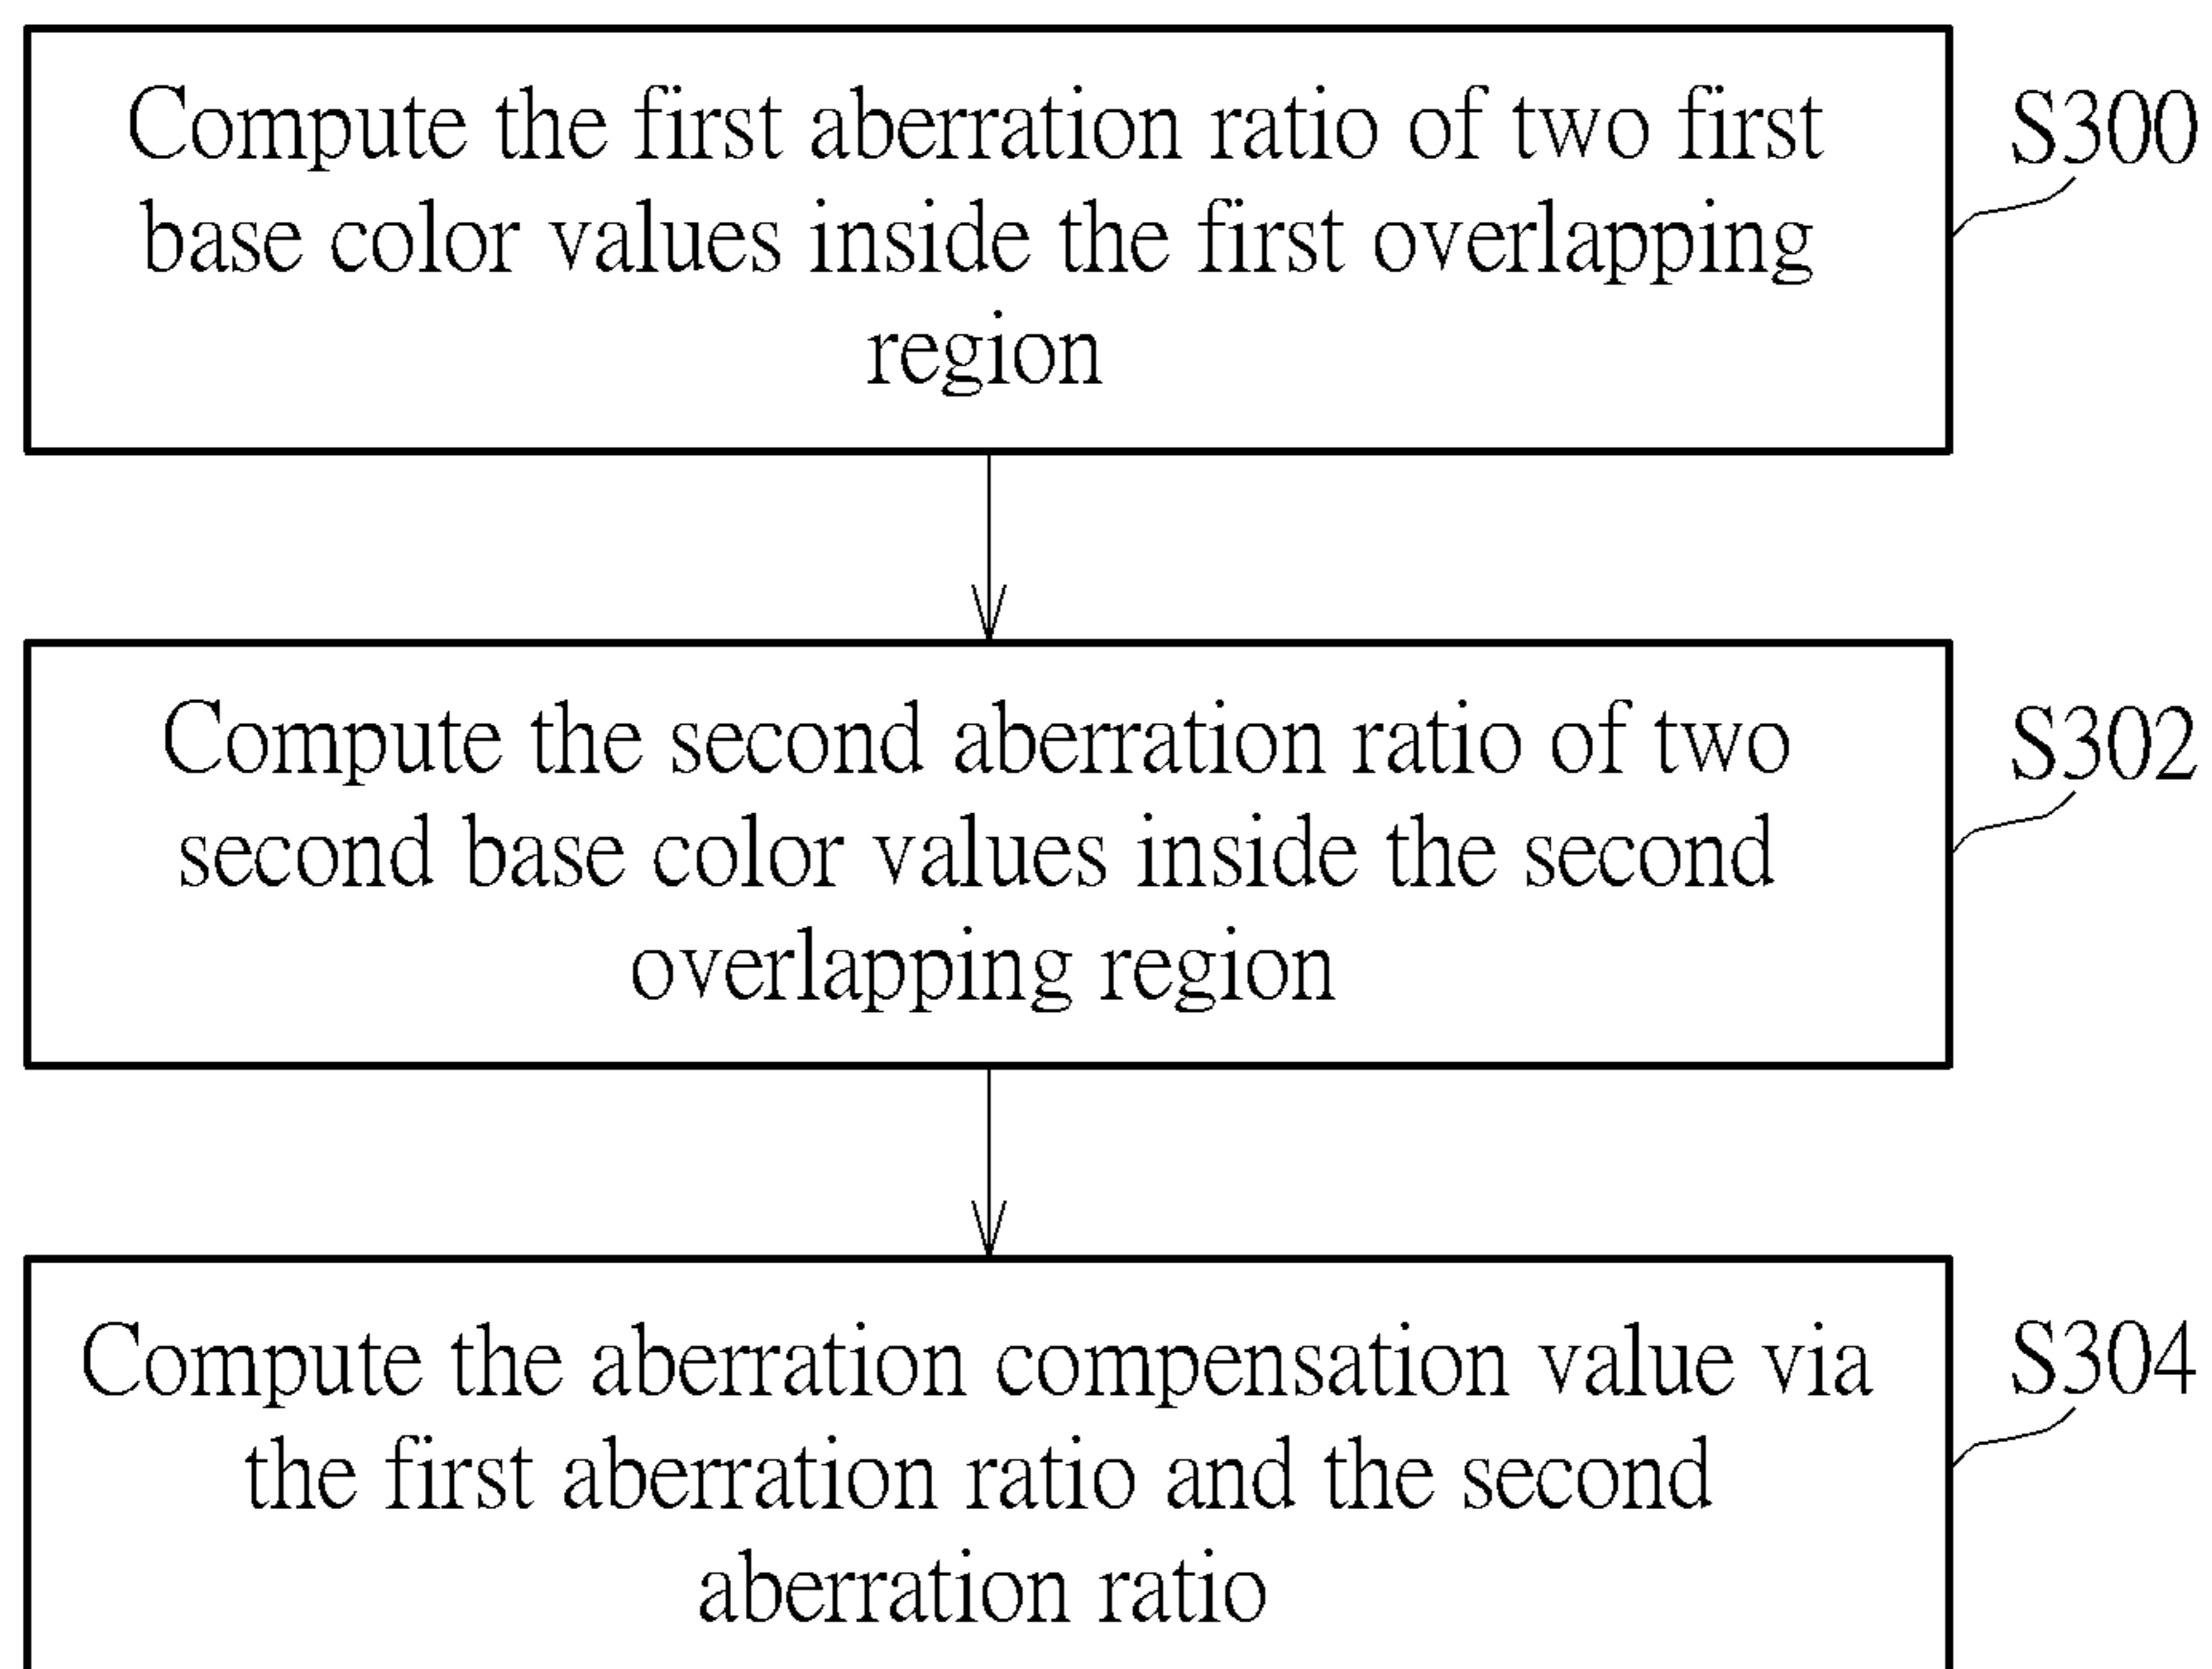 Compute the first aberration ratio of two first
base color values inside the first overlapping
region
S300
Compute the second aberration ratio of two
second base color values inside the second
overlapping region
S302
Compute the aberration compensation value via
the first aberration ratio and the second
aberration ratio
S304